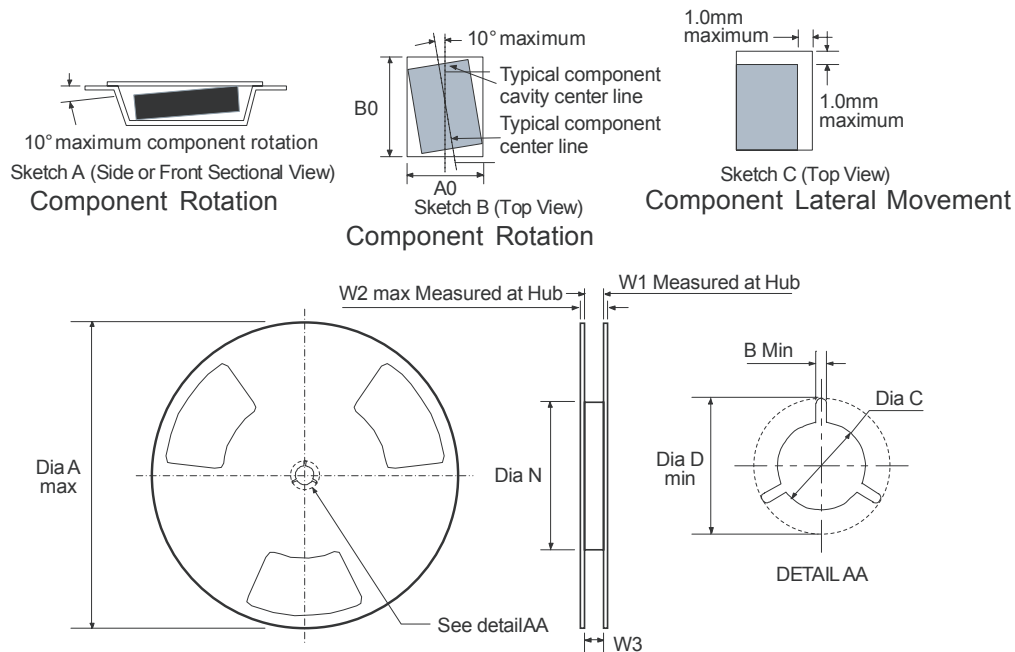 10° maximum component rotation
Sketch A (Side or Front Sectional View)
Component Rotation
10° maximum
Typical component
cavity center line
Typical component
center line
B0
A0
Sketch B (Top View)
Component Rotation
1.0mm
maximum
1.0mm
maximum
Sketch C (Top View)
Component Lateral Movement
Dia A
max
See detail AA
W2 max Measured at Hub
W1 Measured at Hub
Dia N
W3
B Min
Dia C
Dia D
min
DETAIL AA